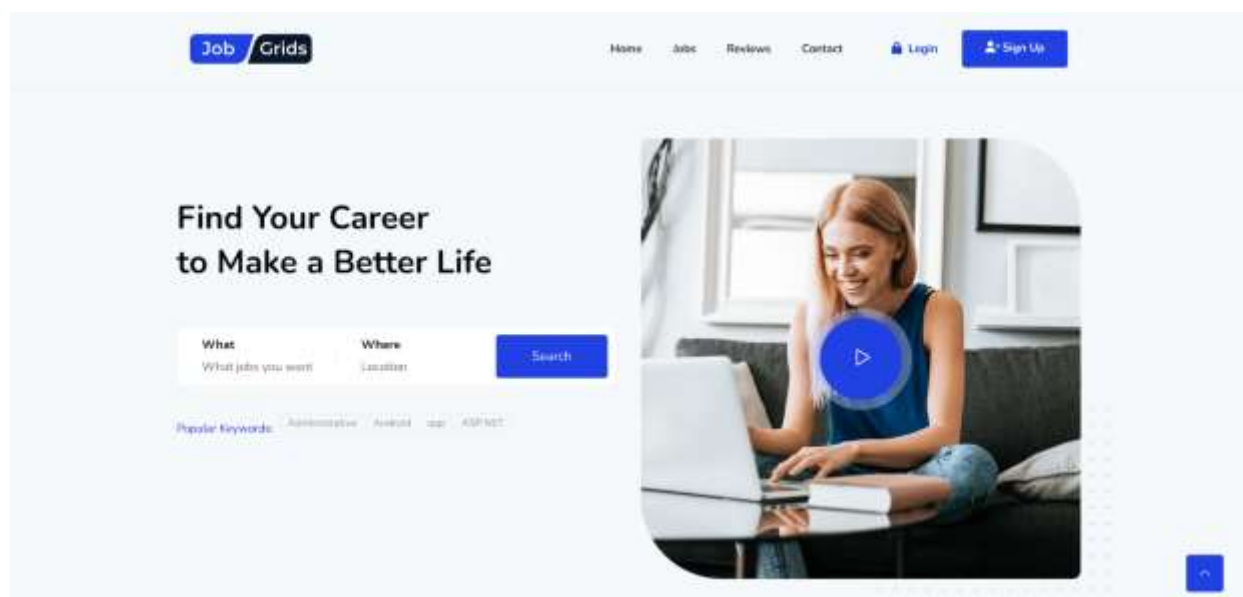 Job Grids
Home Jobs Reviews Contact Login Sign Up
Find Your Career
to Make a Better Life
What Where
What jobs you want Location
Search
Popular Keywords: Administrative Android app ASP.NET